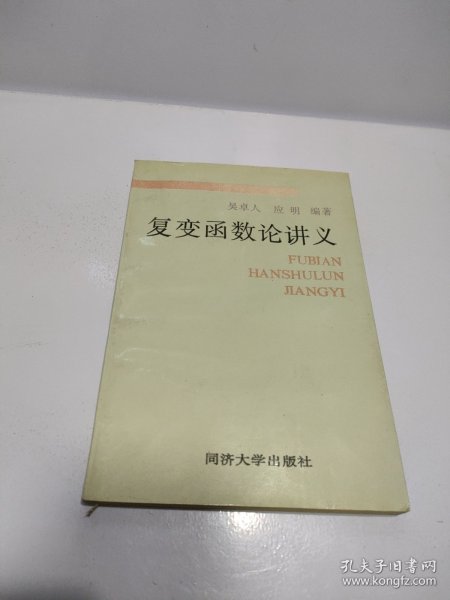 吴卓人 应明 编著
复变函数论讲义
FUBIAN
HANSHULUN
JIANGYI
同济大学出版社
孔夫子旧书网
www.kongfz.com